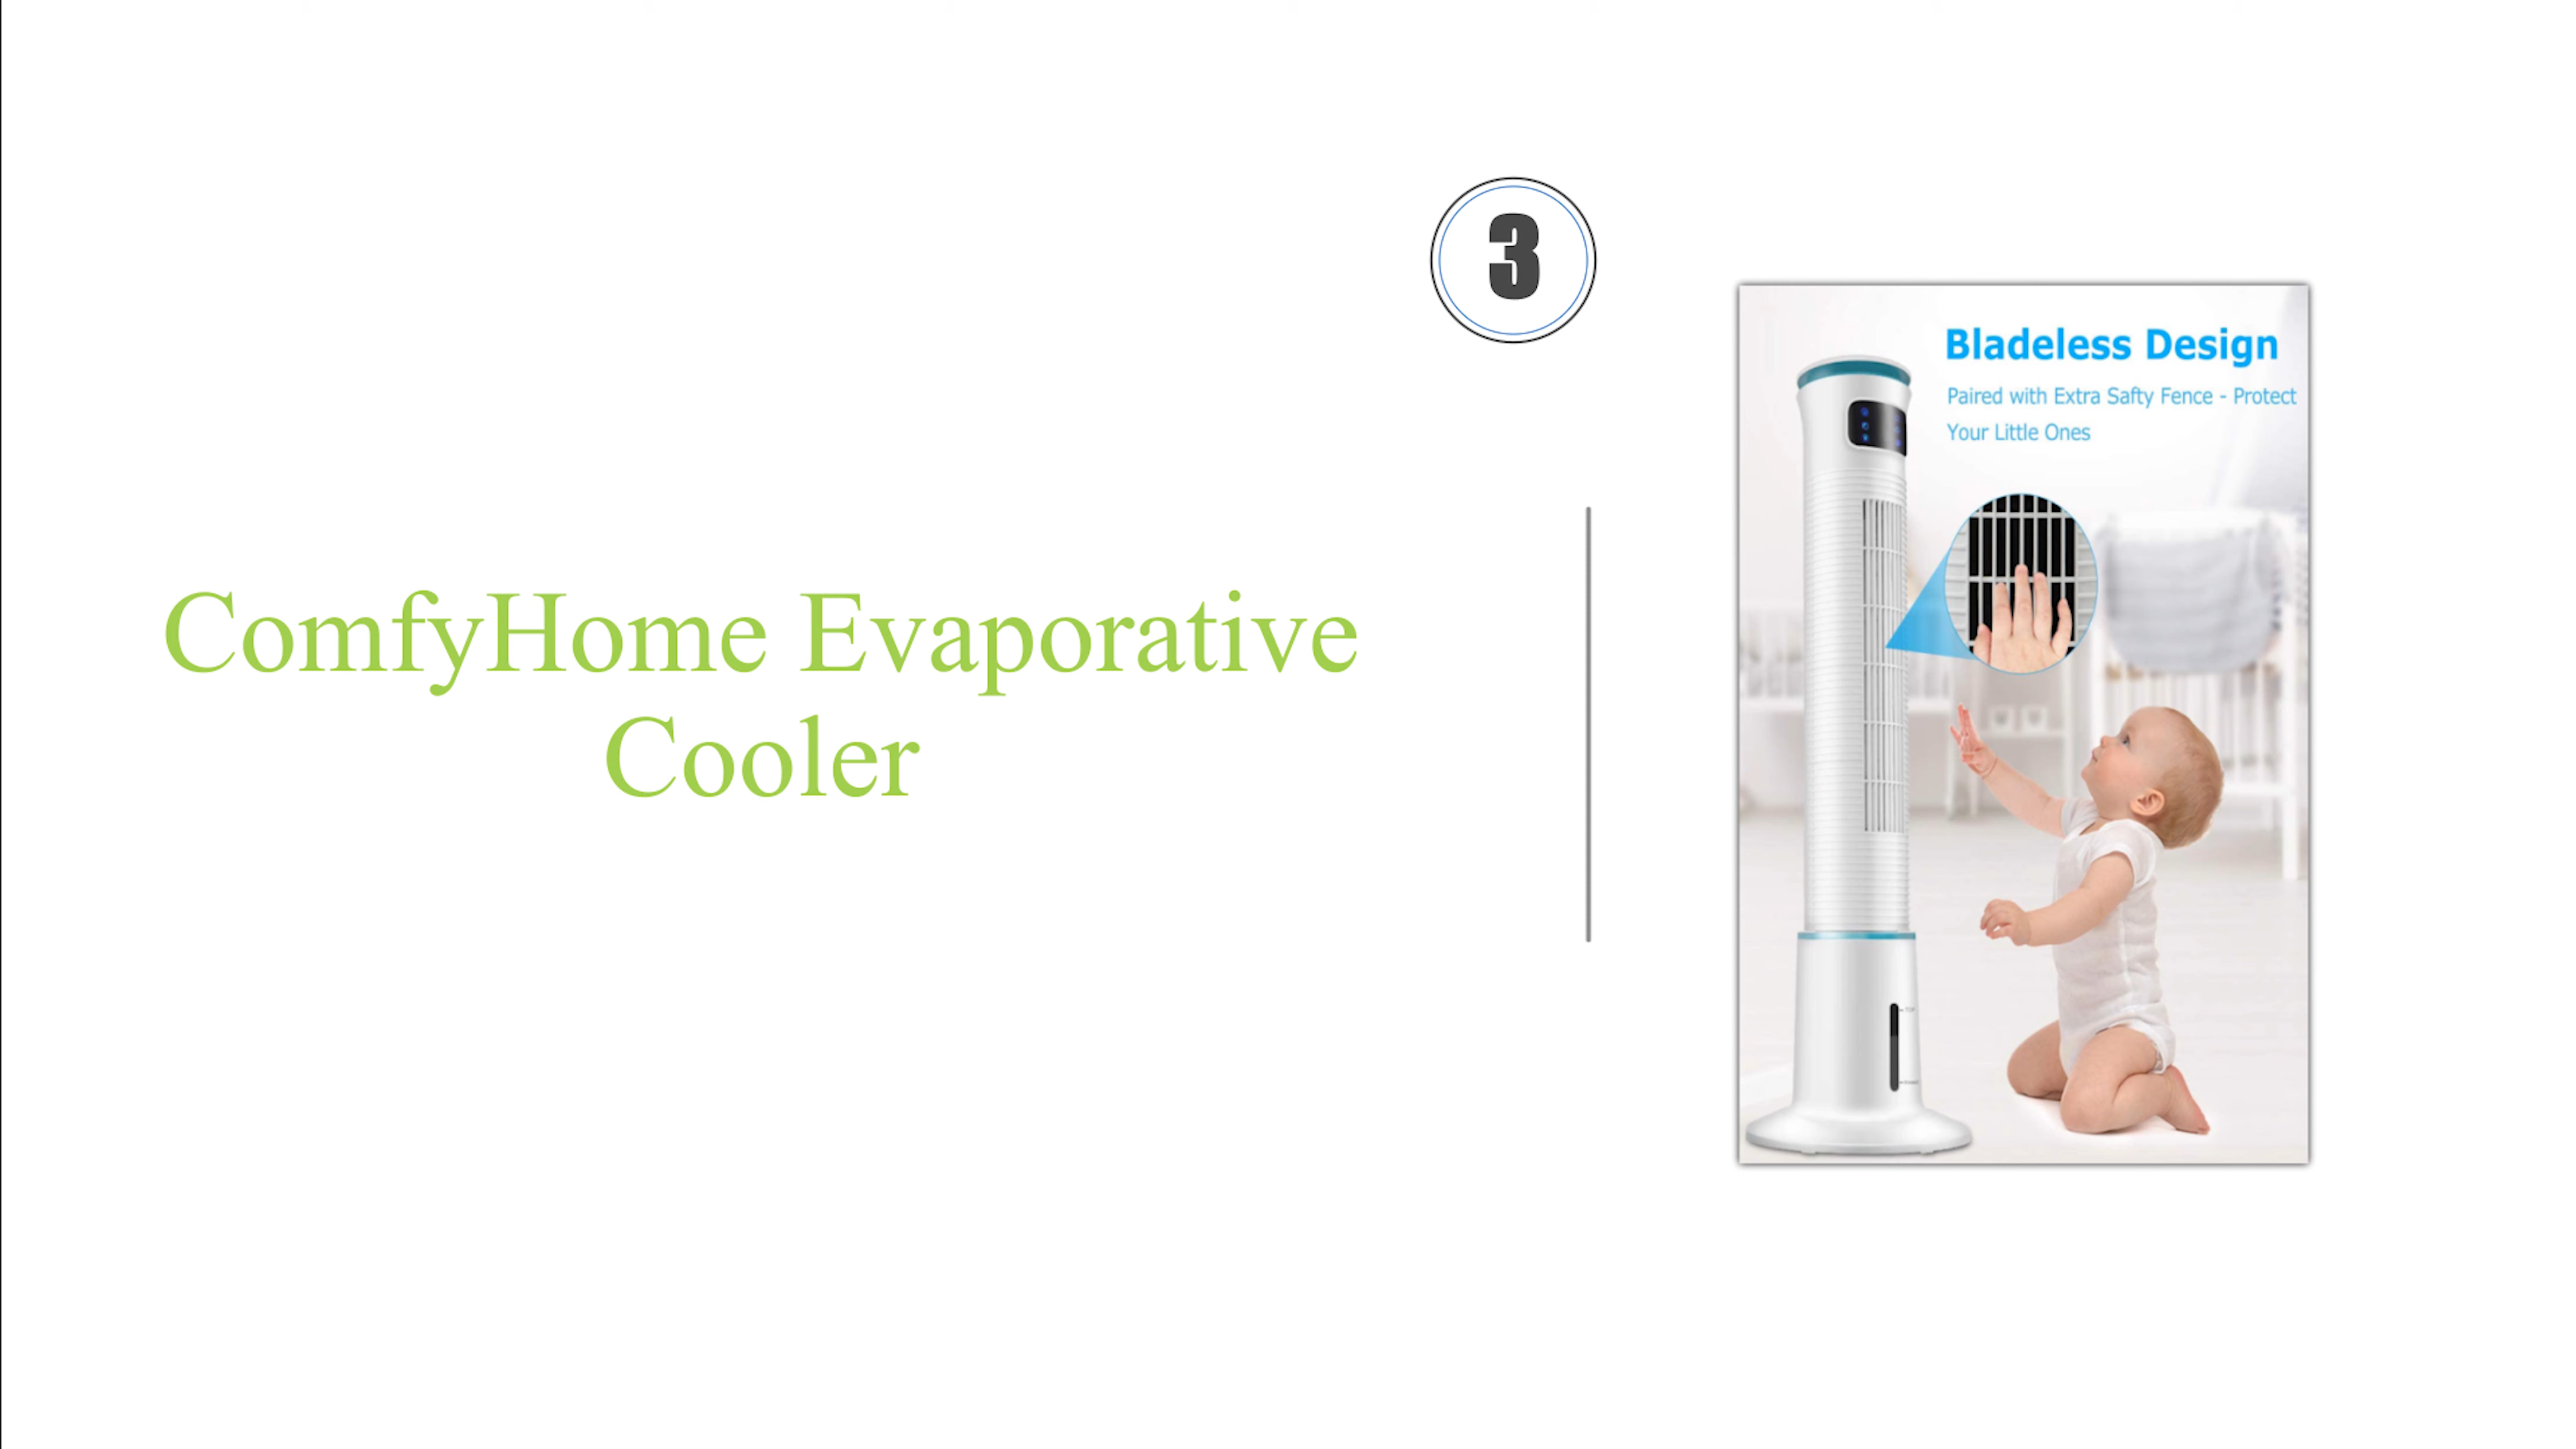 3
ComfyHome Evaporative
Cooler
Bladeless Design
Paired with Extra Safty Fence - Protect
Your Little Ones